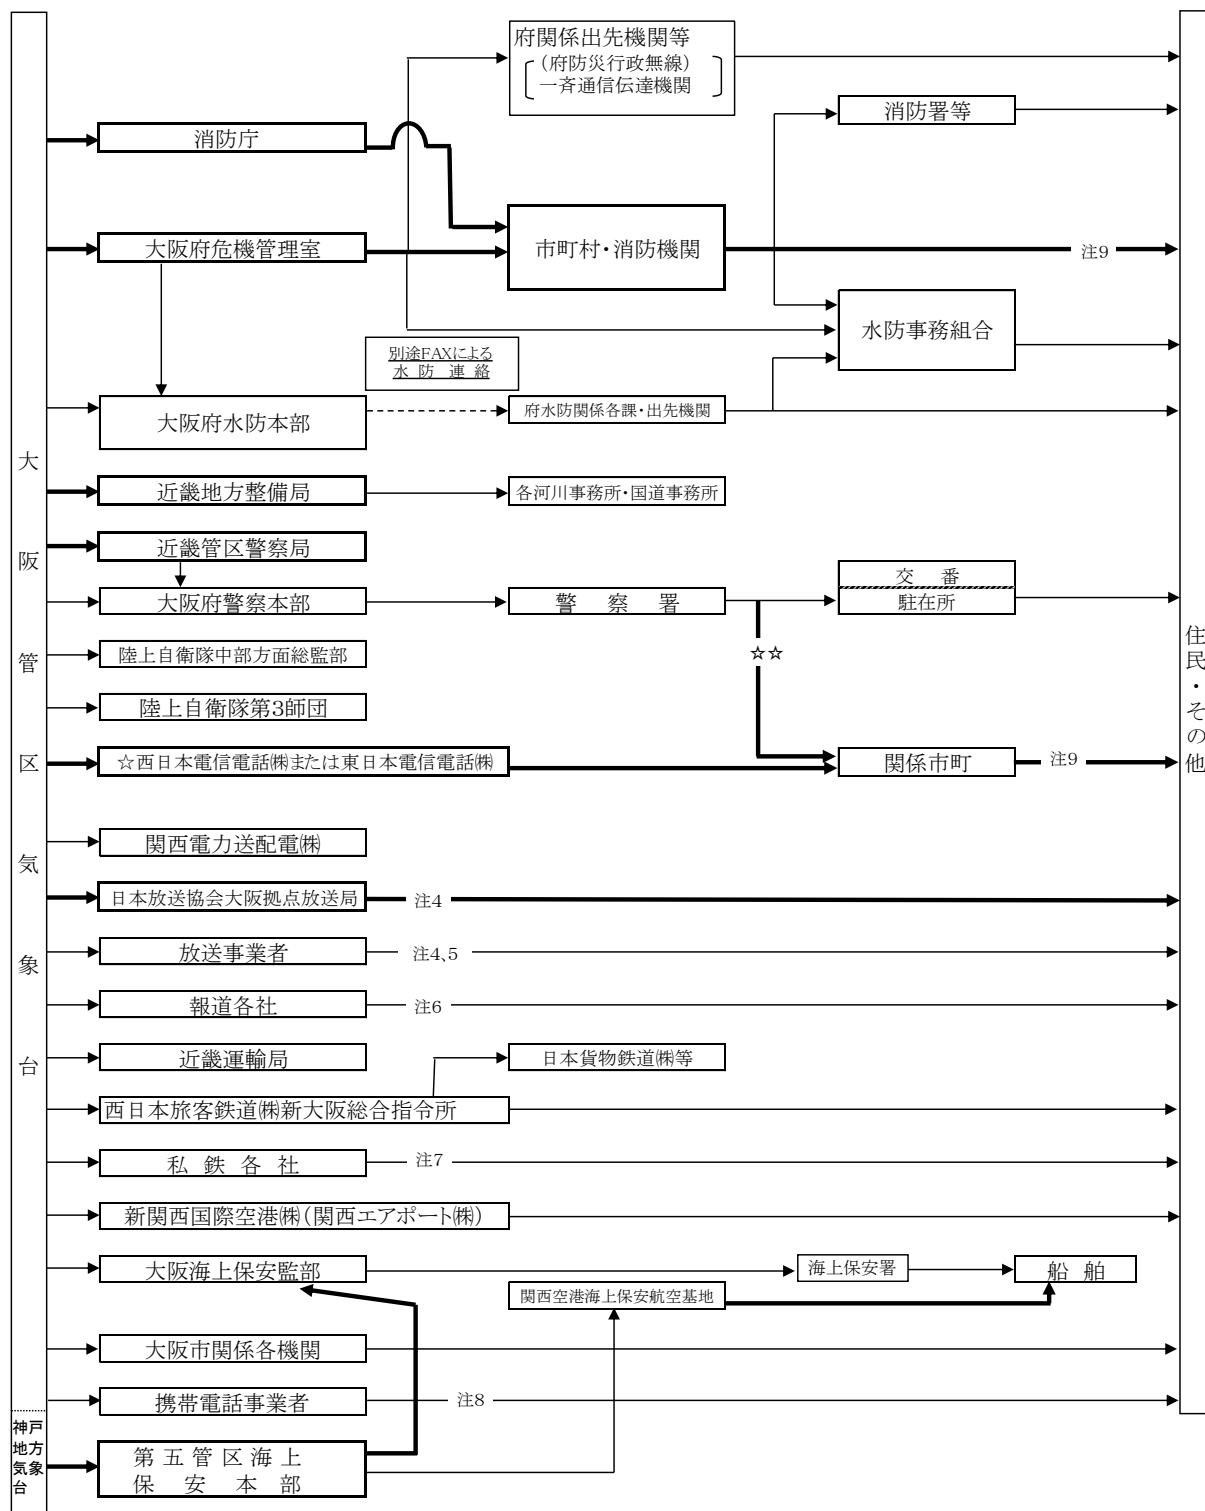 府関係出先機関等
(府防災行政無線)
一斉通信伝達機関
消防署等
消防庁
大阪府危機管理室
市町村・消防機関
注9
水防事務組合
別途FAXによる
水 防 連 絡
大阪府水防本部
府水防関係各課・出先機関
近畿地方整備局
各河川事務所・国道事務所
近畿管区警察局
大阪府警察本部
警 察 署
交 番
駐在所
☆☆
陸上自衛隊中部方面総監部
陸上自衛隊第3師団
☆西日本電信電話㈱または東日本電信電話㈱
関係市町
注9
関西電力送配電㈱
日本放送協会大阪拠点放送局
注4
放送事業者
注4、5
報道各社
注6
近畿運輸局
日本貨物鉄道㈱等
西日本旅客鉄道㈱新大阪総合指令所
私 鉄 各 社
注7
新関西国際空港㈱(関西エアポート㈱)
大阪海上保安監部
海上保安署
船 舶
関西空港海上保安航空基地
大阪市関係各機関
携帯電話事業者
注8
第 五 管 区 海 上
保 安 本 部
大阪管区気象台
神戸
地方
気象
台
住民・その他